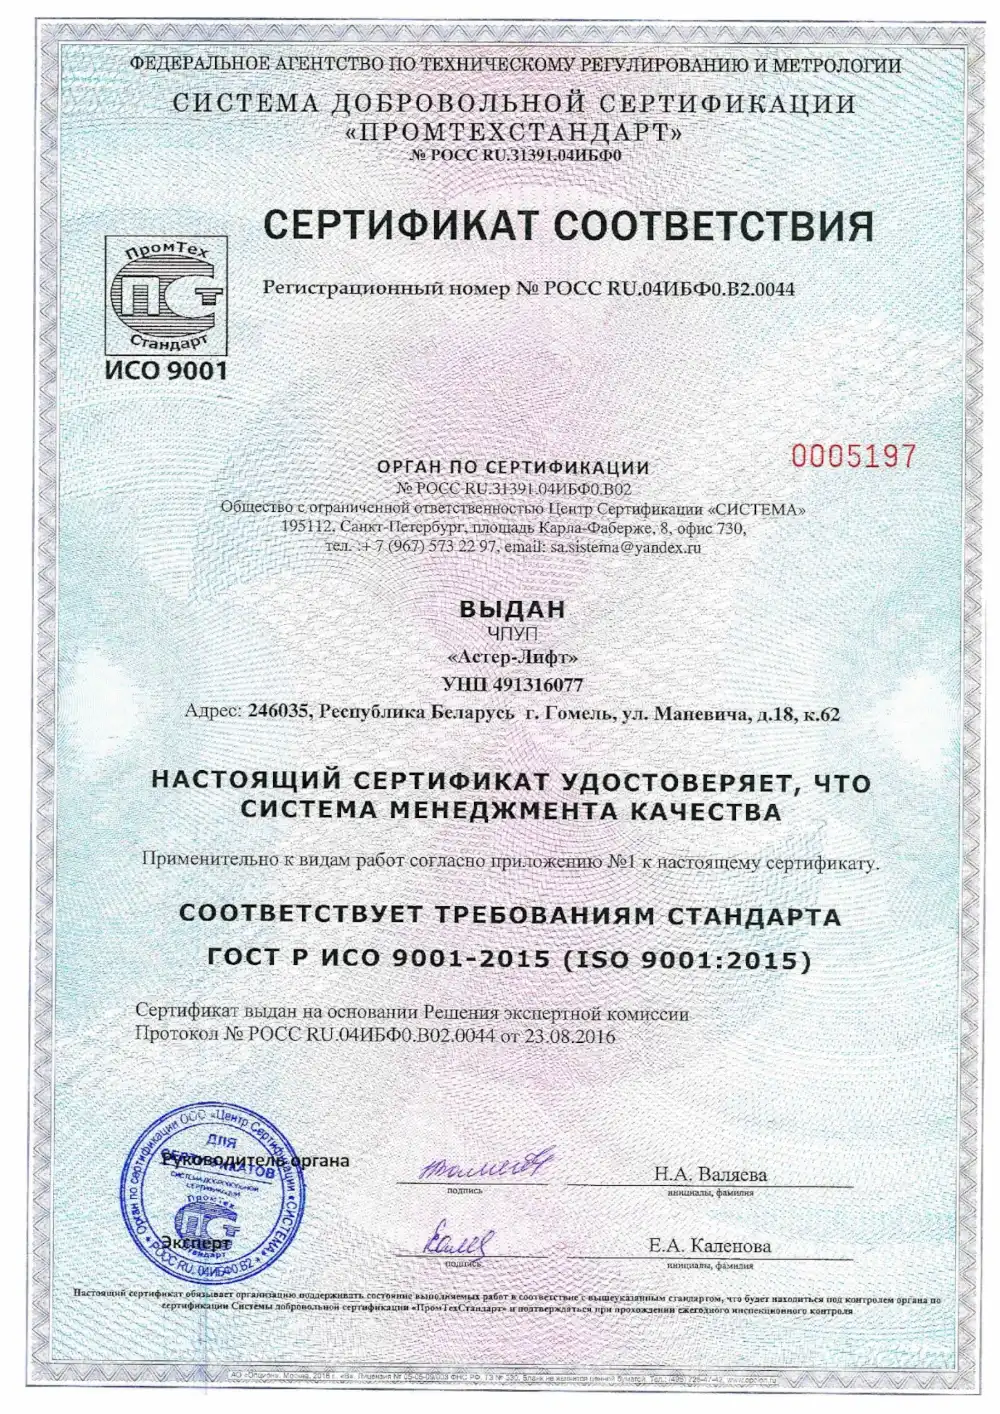 ФЕДЕРАЛЬНОЕ АГЕНТСТВО ПО ТЕХНИЧЕСКОМУ РЕГУЛИРОВАНИЮ И МЕТРОЛОГИИ
СИСТЕМА ДОБРОВОЛЬНОЙ СЕРТИФИКАЦИИ
«ПРОМТЕХСТАНДАРТ»
№ РОСС RU.31391.04ИБФ0
СЕРТИФИКАТ СООТВЕТСТВИЯ
Регистрационный номер № РОСС RU.04ИБФ0.В2.0044
ПромТех
ПСТ
Стандарт
ИСО 9001
0005197
ОРГАН ПО СЕРТИФИКАЦИИ
№ РОСС RU.31391.04ИБФ0.В02
Общество с ограниченной ответственностью Центр Сертификации «СИСТЕМА»
195112, Санкт-Петербург, площадь Карла-Фаберже, 8, офис 730,
тел. :+ 7 (967) 573 22 97, email: sa.sistema@yandex.ru
ВЫДАН
ЧПУП
«Астер-Лифт»
УНП 491316077
Адрес: 246035, Республика Беларусь г. Гомель, ул. Маневича, д.18, к.62
НАСТОЯЩИЙ СЕРТИФИКАТ УДОСТОВЕРЯЕТ, ЧТО
СИСТЕМА МЕНЕДЖМЕНТА КАЧЕСТВА
Применительно к видам работ согласно приложению №1 к настоящему сертификату.
СООТВЕТСТВУЕТ ТРЕБОВАНИЯМ СТАНДАРТА
ГОСТ Р ИСО 9001-2015 (ISO 9001:2015)
Сертификат выдан на основании Решения экспертной комиссии
Протокол № РОСС RU.04ИБФ0.В02.0044 от 23.08.2016
Орган по сертификации ООО «Центр Сертификации «СИСТЕМА»
ДЛЯ
СЕРТИФИКАТОВ
СИСТЕМА ДОБРОВОЛЬНОЙ
СЕРТИФИКАЦИИ
ПромТех
ПСТ
Стандарт
РОСС RU. 04ИБФ0.В2
Руководитель органа
подпись
Н.А. Валяева
инициалы, фамилия
Эксперт
подпись
Е.А. Каленова
инициалы, фамилия
Настоящий сертификат обязывает организацию поддерживать состояние выполняемых работ в соответствие с вышеуказанным стандартом, что будет находиться под контролем органа по
сертификации Системы добровольной сертификации «ПромТехСтандарт» и подтверждаться при прохождении ежегодного инспекционного контроля